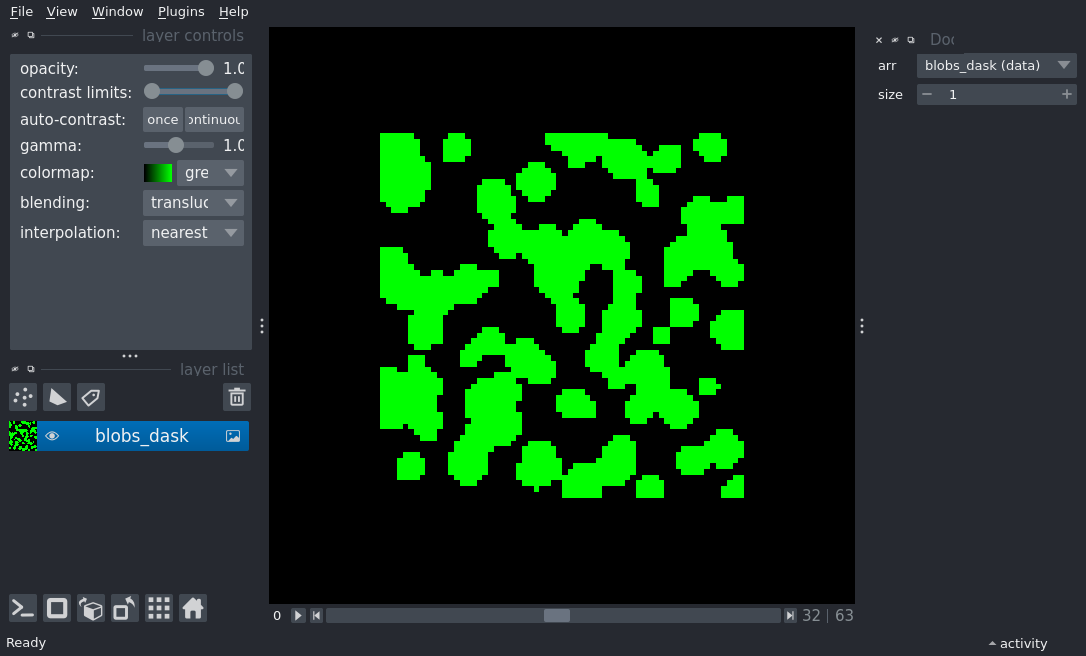 File View Window Plugins Help
layer controls
opacity: 1.0
contrast limits:
auto-contrast: once
gamma: 1.0
colormap: gre
blending: transluc
interpolation: nearest
layer list
blobs_dask
Doc
arr blobs_dask (data)
size 1
0 32 | 63
Ready
activity